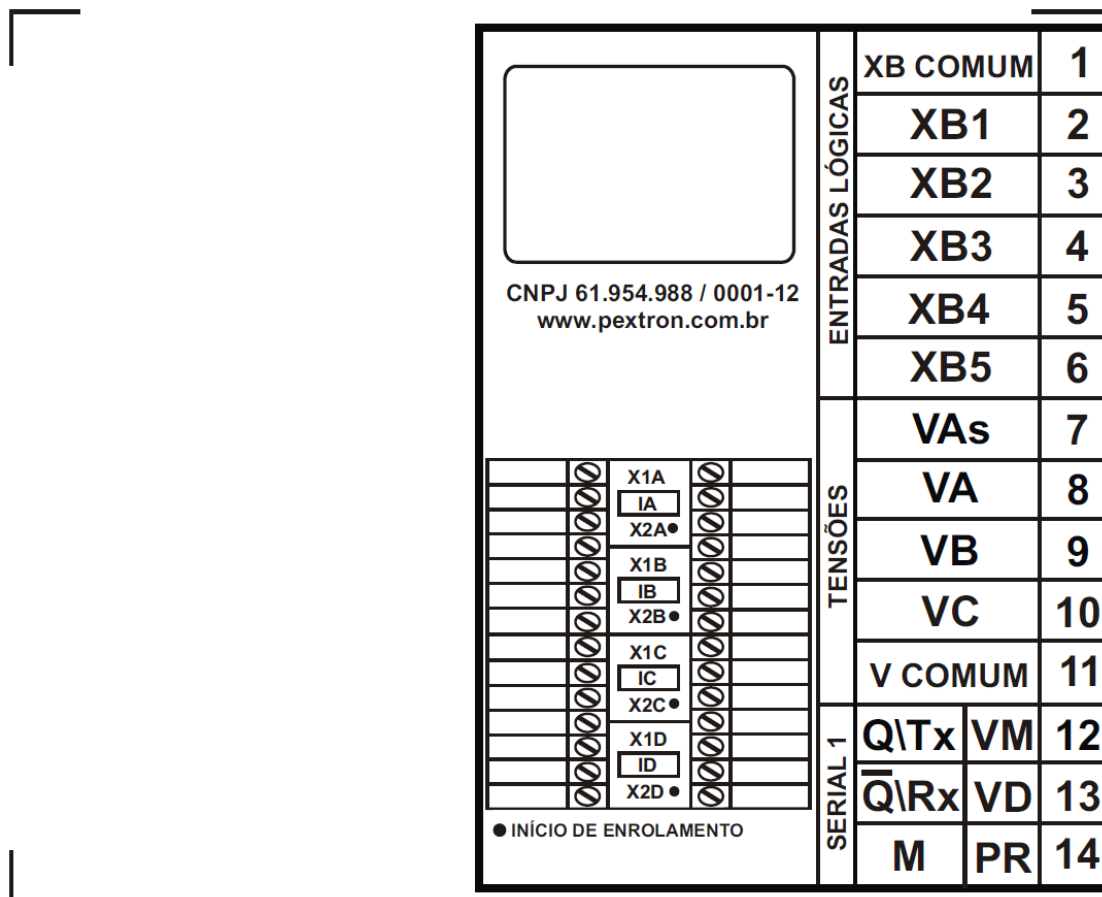 CNPJ 61.954.988 / 0001-12
www.pextron.com.br
X1A
IA
X2A●
X1B
IB
X2B●
X1C
IC
X2C●
X1D
ID
X2D●
● INÍCIO DE ENROLAMENTO
ENTRADAS LÓGICAS
XB COMUM 1
XB1 2
XB2 3
XB3 4
XB4 5
XB5 6
TENSÕES
VAs 7
VA 8
VB 9
VC 10
V COMUM 11
SERIAL 1
Q\Tx VM 12
Q̅\Rx VD 13
M PR 14